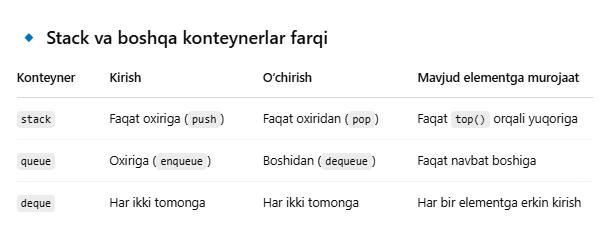 Stack va boshqa konteynerlar farqi
Konteyner Kirish O‘chirish Mavjud elementga murojaat
stack Faqat oxiriga (push) Faqat oxiridan (pop) Faqat top() orqali yuqoriga
queue Oxiriga (enqueue) Boshidan (dequeue) Faqat navbat boshiga
deque Har ikki tomonga Har ikki tomonga Har bir elementga erkin kirish